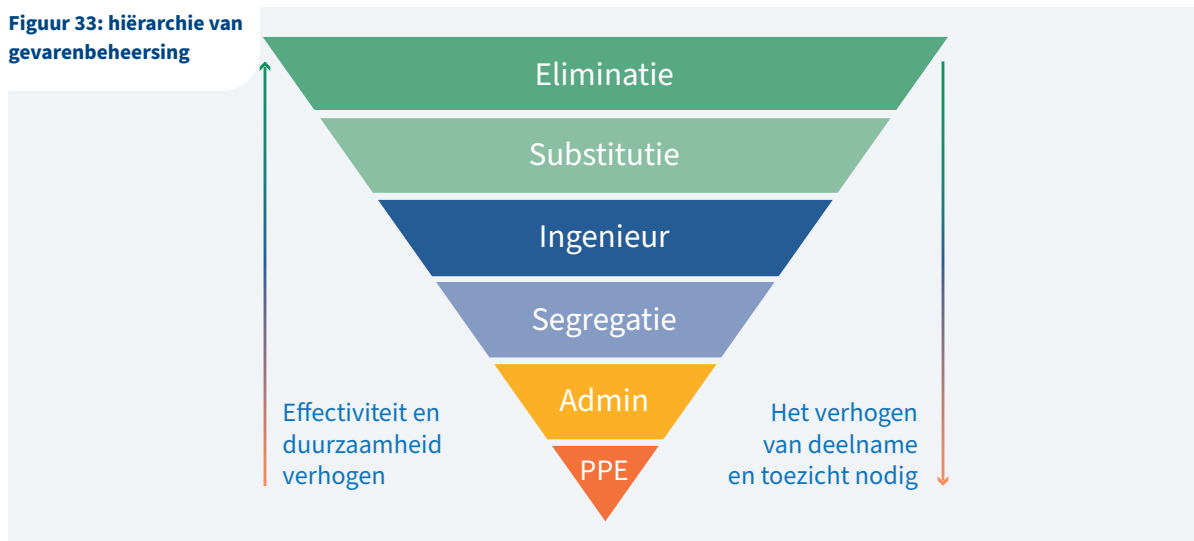 Figuur 33: hiërarchie van
gevarenbeheersing
Eliminatie
Substitutie
Ingenieur
Segregatie
Admin
PPE
Effectiviteit en
duurzaamheid
verhogen
Het verhogen
van deelname
en toezicht nodig